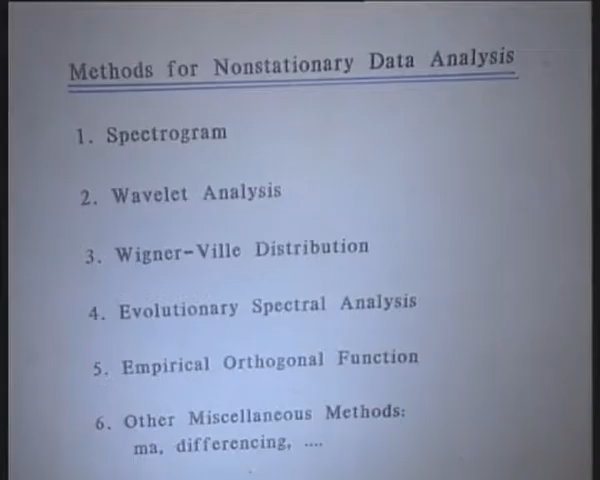 Methods for Nonstationary Data Analysis
1. Spectrogram
2. Wavelet Analysis
3. Wigner-Ville Distribution
4. Evolutionary Spectral Analysis
5. Empirical Orthogonal Function
6. Other Miscellaneous Methods:
ma, differencing, ....